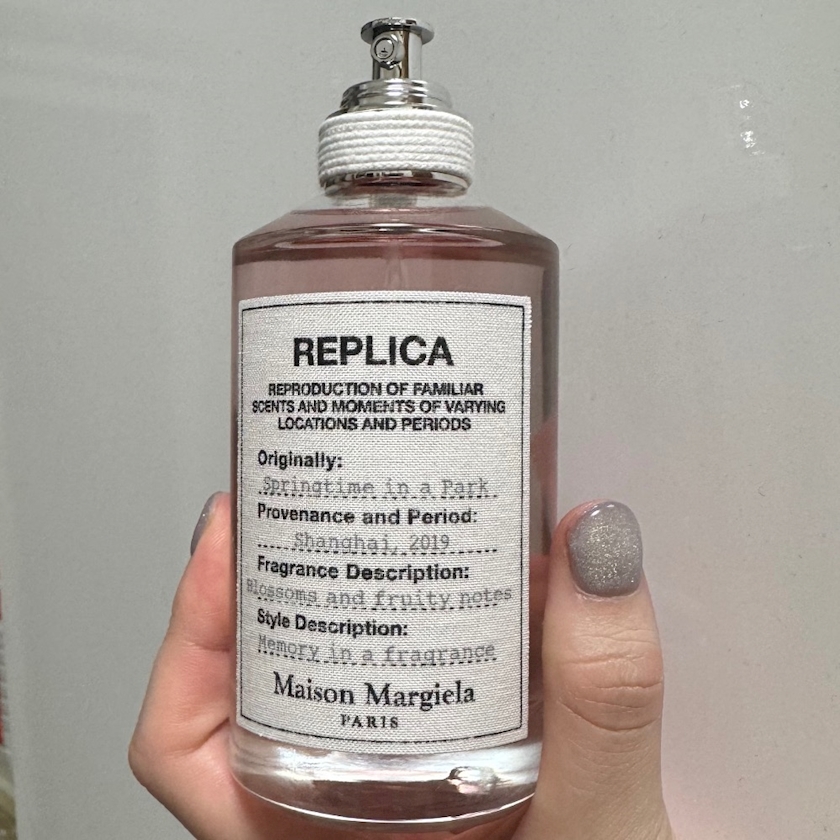 REPLICA
REPRODUCTION OF FAMILIAR
SCENTS AND MOMENTS OF VARYING
LOCATIONS AND PERIODS
Originally:
Springtime in a Park
Provenance and Period:
Shanghai, 2019
Fragrance Description:
Blossoms and fruity notes
Style Description:
Memory in a fragrance
Maison Margiela
PARIS